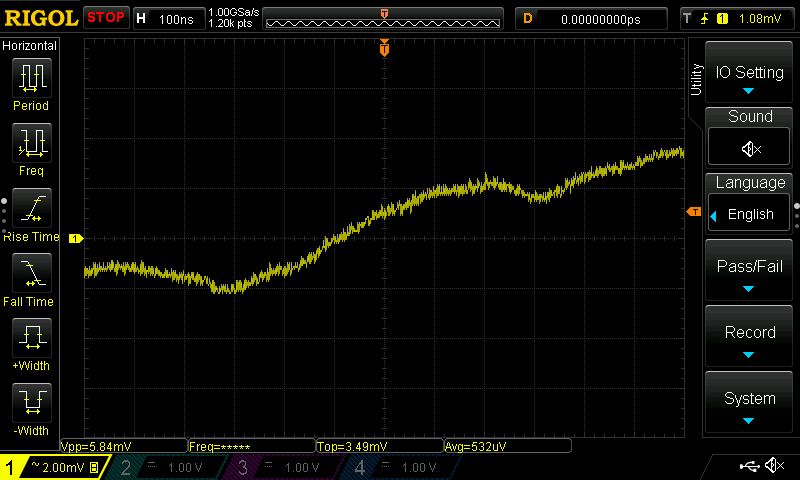 RIGOL STOP H 100ns 1.00GSa/s D 0.00000000ps T 1 1.08mV
1.20k pts
T
Horizontal
Period
Freq
Rise Time
Fall Time
+Width
-Width
T
1
T
Utility
IO Setting
Sound
Language
English
Pass/Fail
Record
System
Vpp=5.84mV Freq=***** Top=3.49mV Avg=532uV
1 ~ 2.00mV B 2 1.00 V 3 1.00 V 4 1.00 V